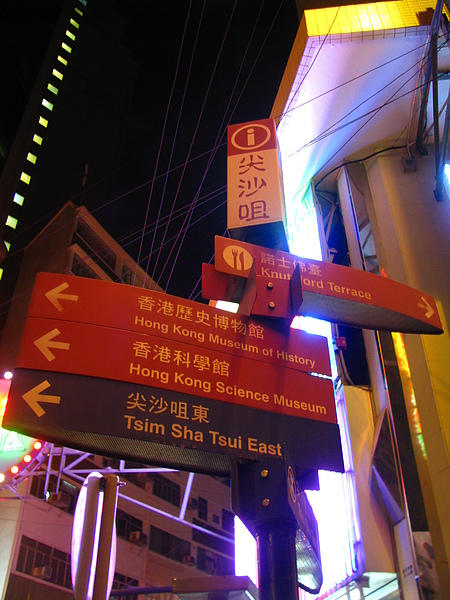 i
尖沙咀
諾士佛臺
Knutsford Terrace
香港歷史博物館
Hong Kong Museum of History
香港科學館
Hong Kong Science Museum
尖沙咀東
Tsim Sha Tsui East